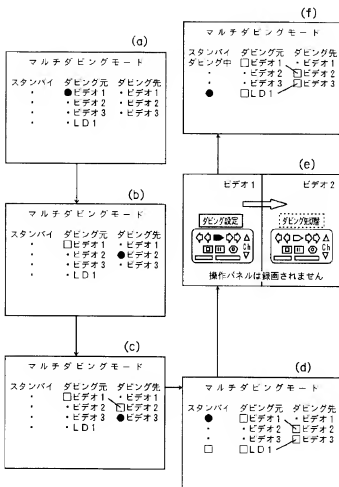 (a)
マルチダビングモード
スタンバイ ダビング元 ダビング先
・ ●ビデオ1 ・ビデオ1
・ ・ビデオ2 ・ビデオ2
・ ・ビデオ3 ・ビデオ3
・ ・LD1
(b)
マルチダビングモード
スタンバイ ダビング元 ダビング先
・ □ビデオ1 ・ビデオ1
・ ・ビデオ2 ●ビデオ2
・ ・ビデオ3 ・ビデオ3
・ ・LD1
(c)
マルチダビングモード
スタンバイ ダビング元 ダビング先
・ □ビデオ1 ・ビデオ1
・ ・ビデオ2 □ビデオ2
・ ・ビデオ3 ●ビデオ3
・ ・LD1
(d)
マルチダビングモード
スタンバイ ダビング元 ダビング先
● □ビデオ1 ・ビデオ1
・ ・ビデオ2 □ビデオ2
・ ・ビデオ3 □ビデオ3
□ □LD1
(e)
ビデオ1 ビデオ2
ダビング設定
Ch Ch
操作パネルは録画されません
(f)
マルチダビングモード
スタンバイ ダビング元 ダビング先
ダビング中 □ビデオ1 ・ビデオ1
・ ・ビデオ2 □ビデオ2
・ ・ビデオ3 □ビデオ3
● □LD1